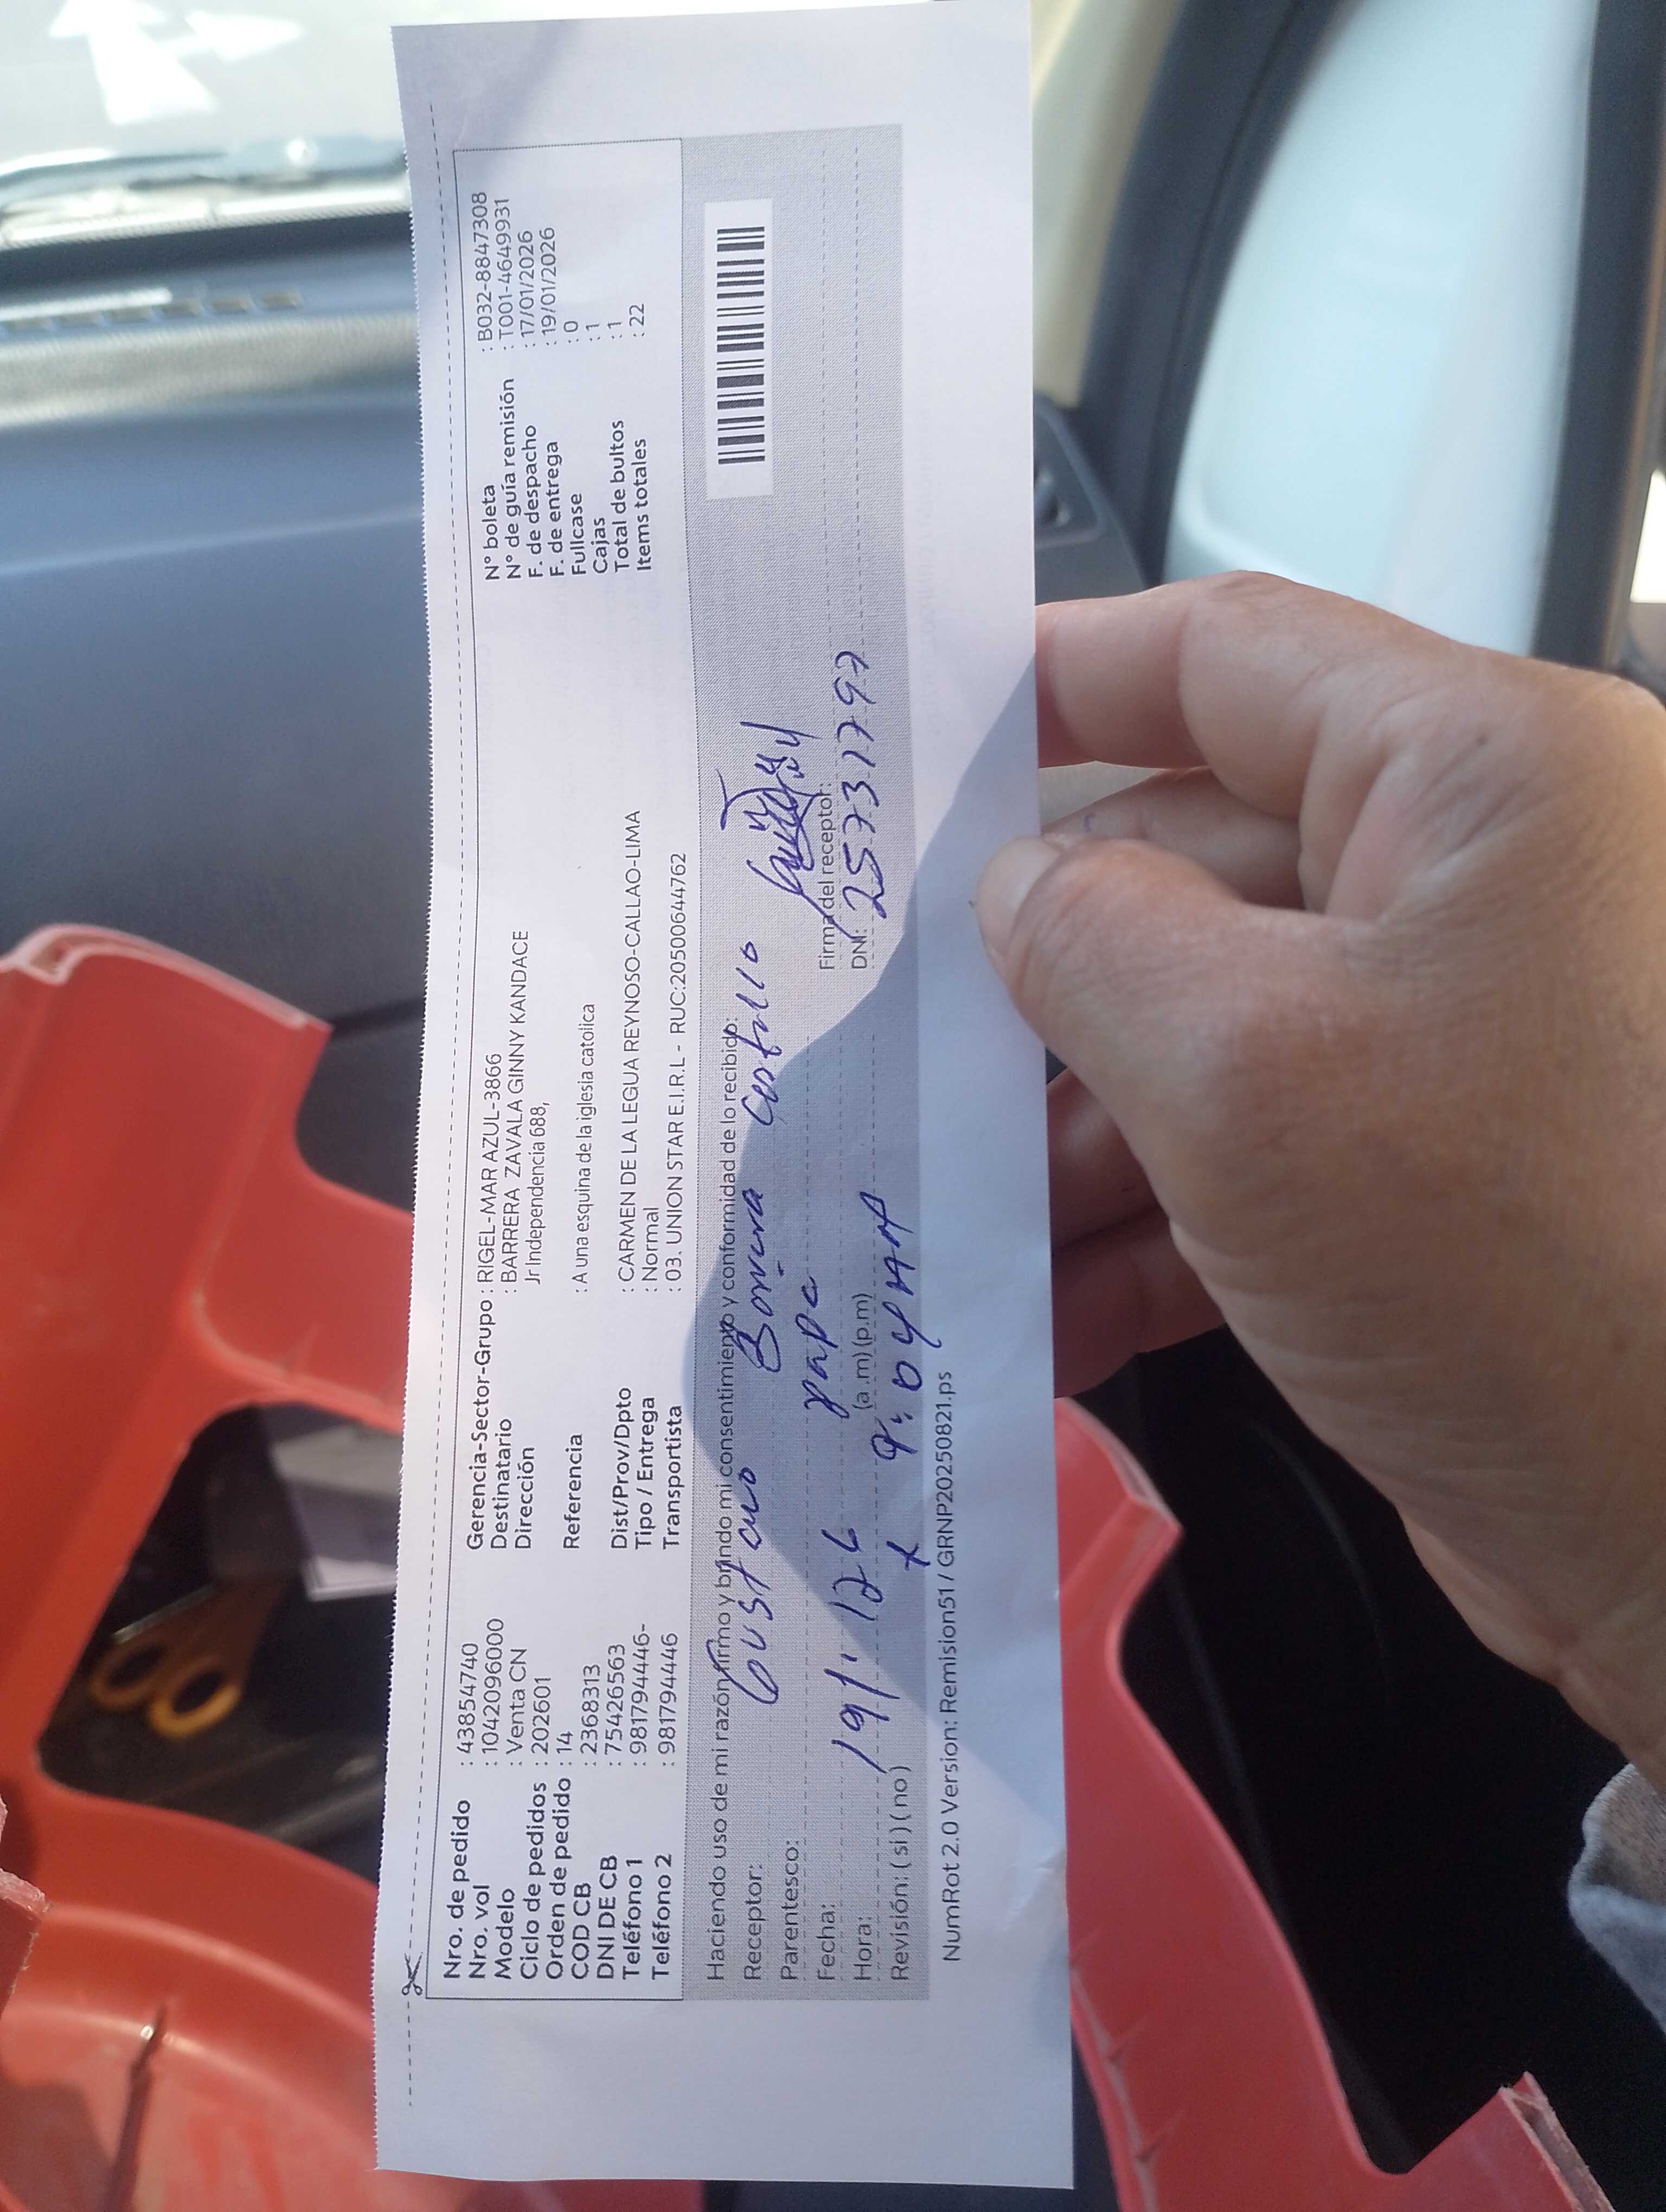 Nro. de pedido : 43854740
Nro. vol : 1042096000
Modelo : Venta CN
Ciclo de pedidos : 202601
Orden de pedido : 14
COD CB : 2368313
DNI DE CB : 75426563
Teléfono 1 : 981794446-
Teléfono 2 : 981794446
Gerencia-Sector-Grupo : RIGEL-MAR AZUL-3866
Destinatario : BARRERA ZAVALA GINNY KANDACE
Dirección Jr Independencia 688,
Referencia : A una esquina de la iglesia catolica
Dist/Prov/Dpto : CARMEN DE LA LEGUA REYNOSO-CALLAO-LIMA
Tipo / Entrega : Normal
Transportista : 03. UNION STAR E.I.R.L - RUC:20500644762
N° boleta : B032-8847308
N° de guía remisión : T001-4649931
F. de despacho : 17/01/2026
F. de entrega : 19/01/2026
Fullcase : 0
Cajas : 1
Total de bultos : 1
Items totales : 22
Haciendo uso de mi razón firmo y brindo mi consentimiento y conformidad de lo recibido:
Receptor: Gustavo Barrera
Parentesco: papa
Fecha: 19/1/26
Hora: 9:04 AM (a .m) (p.m)
Revisión: ( si ) ( no )
Firma del receptor:
DNI: 25731797
NumRot 2.0 Version: Remision51 / GRNP20250821.ps